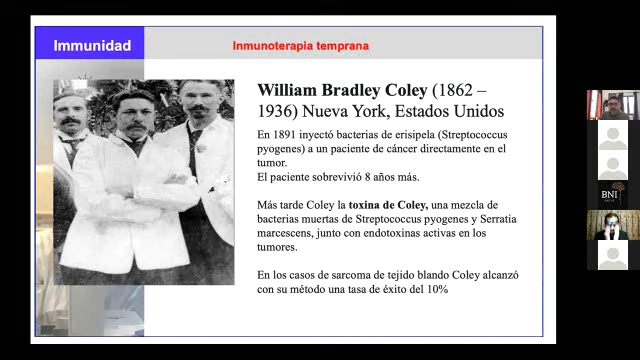 Immunidad
Inmunoterapia temprana
William Bradley Coley (1862 –
1936) Nueva York, Estados Unidos
En 1891 inyectó bacterias de erisipela (Streptococcus
pyogenes) a un paciente de cáncer directamente en el
tumor.
El paciente sobrevivió 8 años más.
Más tarde Coley la toxina de Coley, una mezcla de
bacterias muertas de Streptococcus pyogenes y Serratia
marcescens, junto con endotoxinas activas en los
tumores.
En los casos de sarcoma de tejido blando Coley alcanzó
con su método una tasa de éxito del 10%
BNI